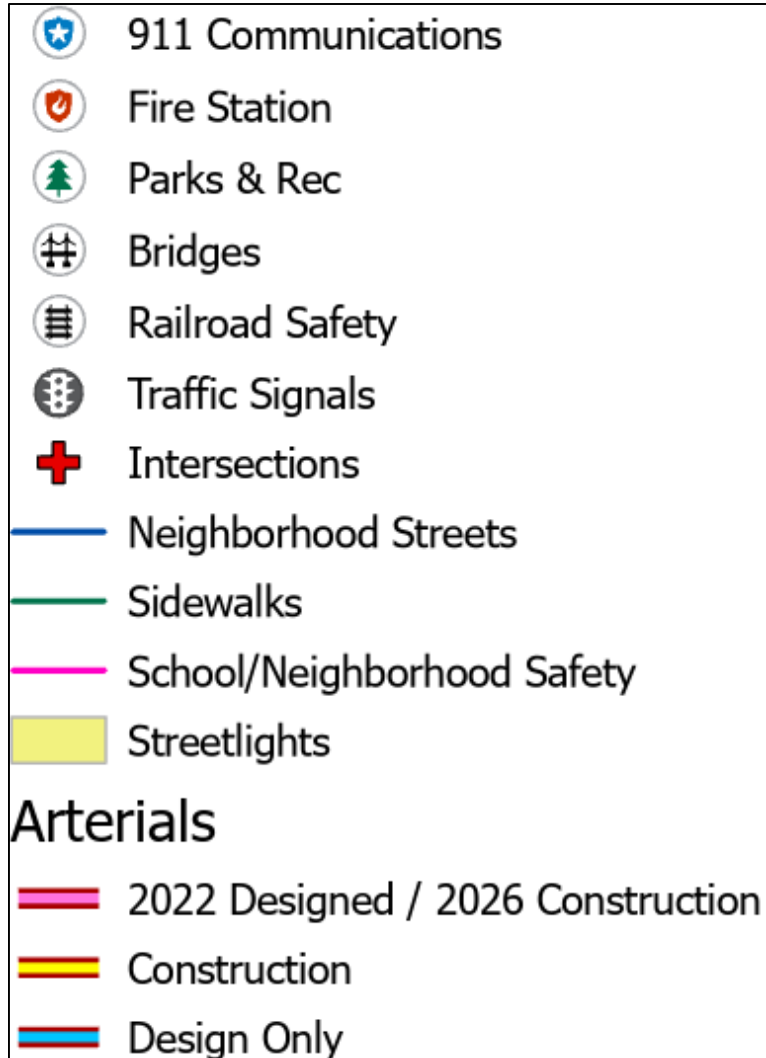 911 Communications
Fire Station
Parks & Rec
Bridges
Railroad Safety
Traffic Signals
Intersections
Neighborhood Streets
Sidewalks
School/Neighborhood Safety
Streetlights
Arterials
2022 Designed / 2026 Construction
Construction
Design Only